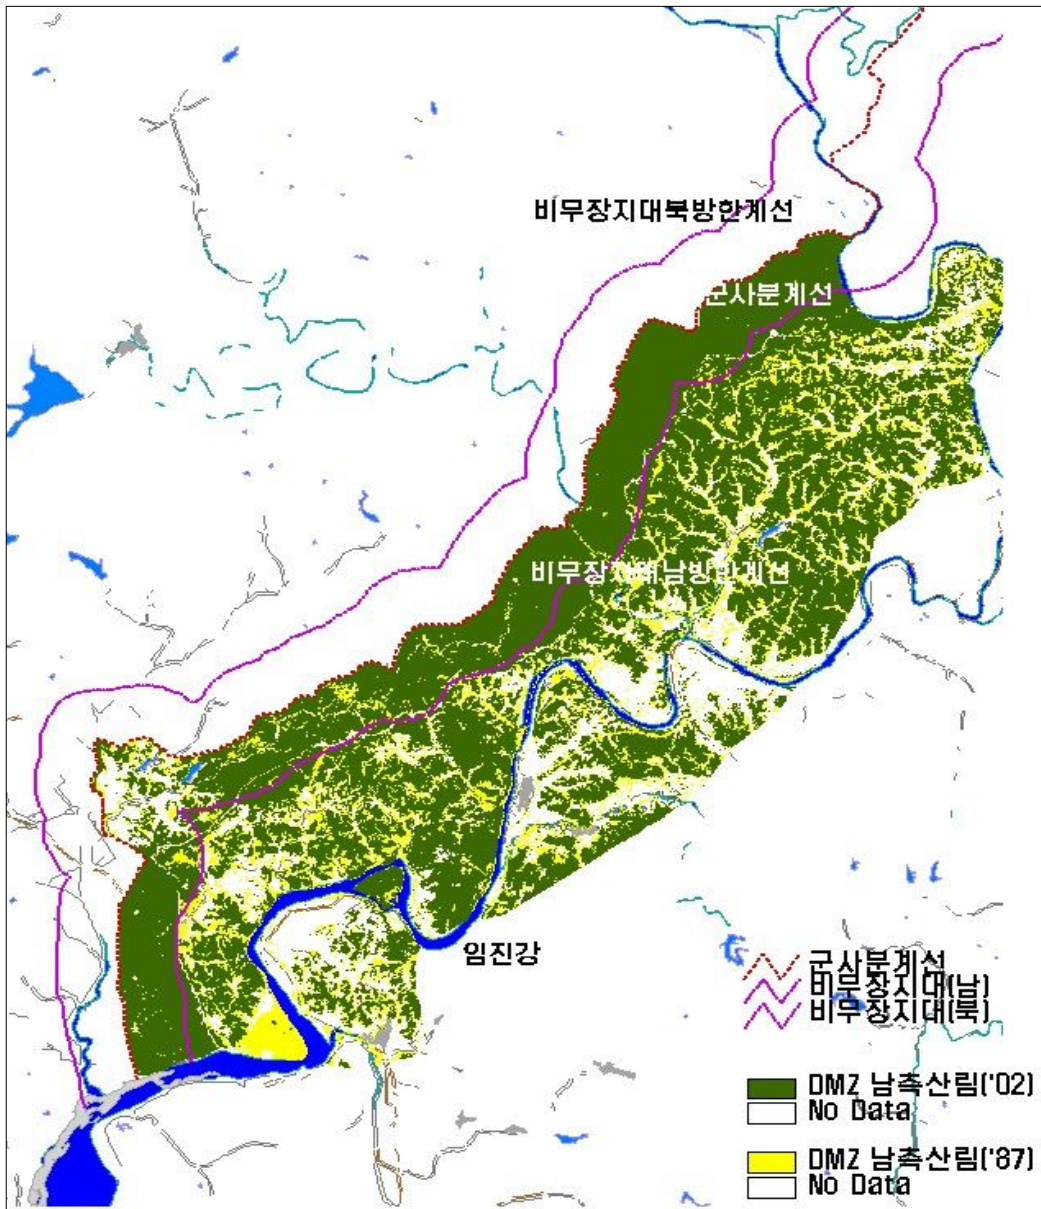 비무장지대북방한계선
군사분계선
비무장지대남방한계선
임진강
군사분계선
비무장지대(남)
비무장지대(북)
DMZ 남측산림('02)
No Data
DMZ 남측산림('87)
No Data